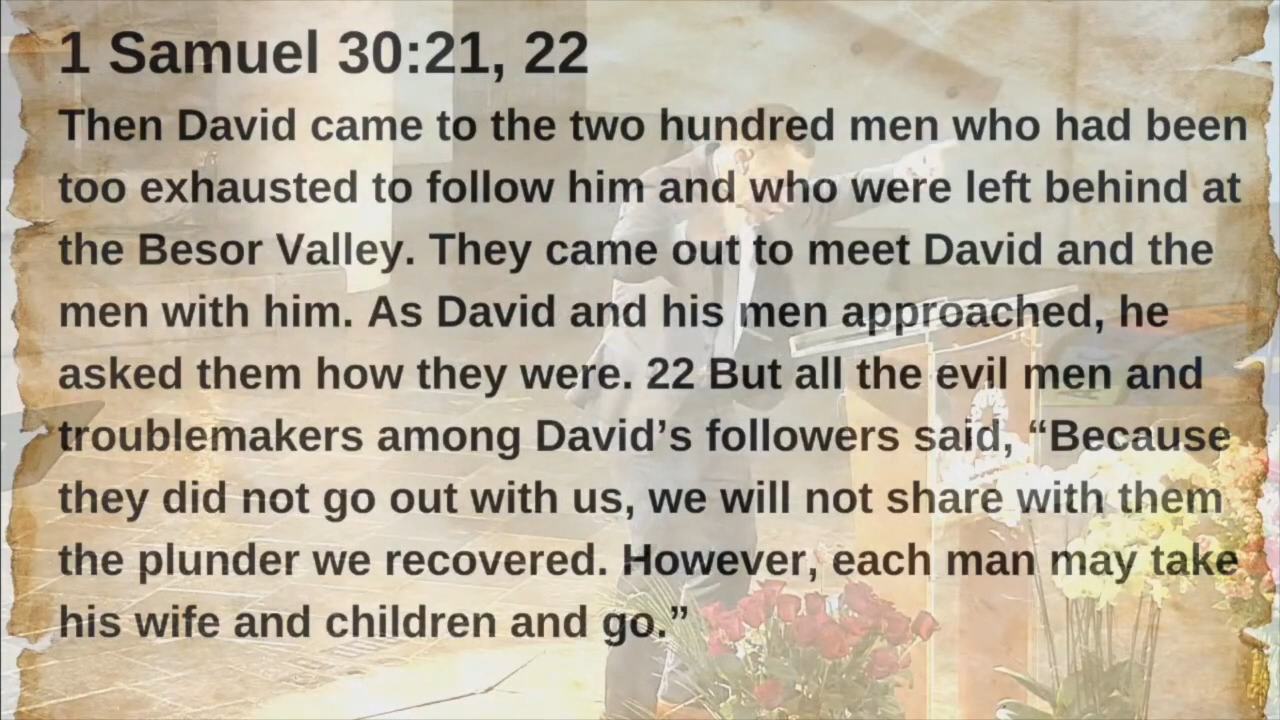 1 Samuel 30:21, 22
Then David came to the two hundred men who had been
too exhausted to follow him and who were left behind at
the Besor Valley. They came out to meet David and the
men with him. As David and his men approached, he
asked them how they were. 22 But all the evil men and
troublemakers among David’s followers said, “Because
they did not go out with us, we will not share with them
the plunder we recovered. However, each man may take
his wife and children and go.”